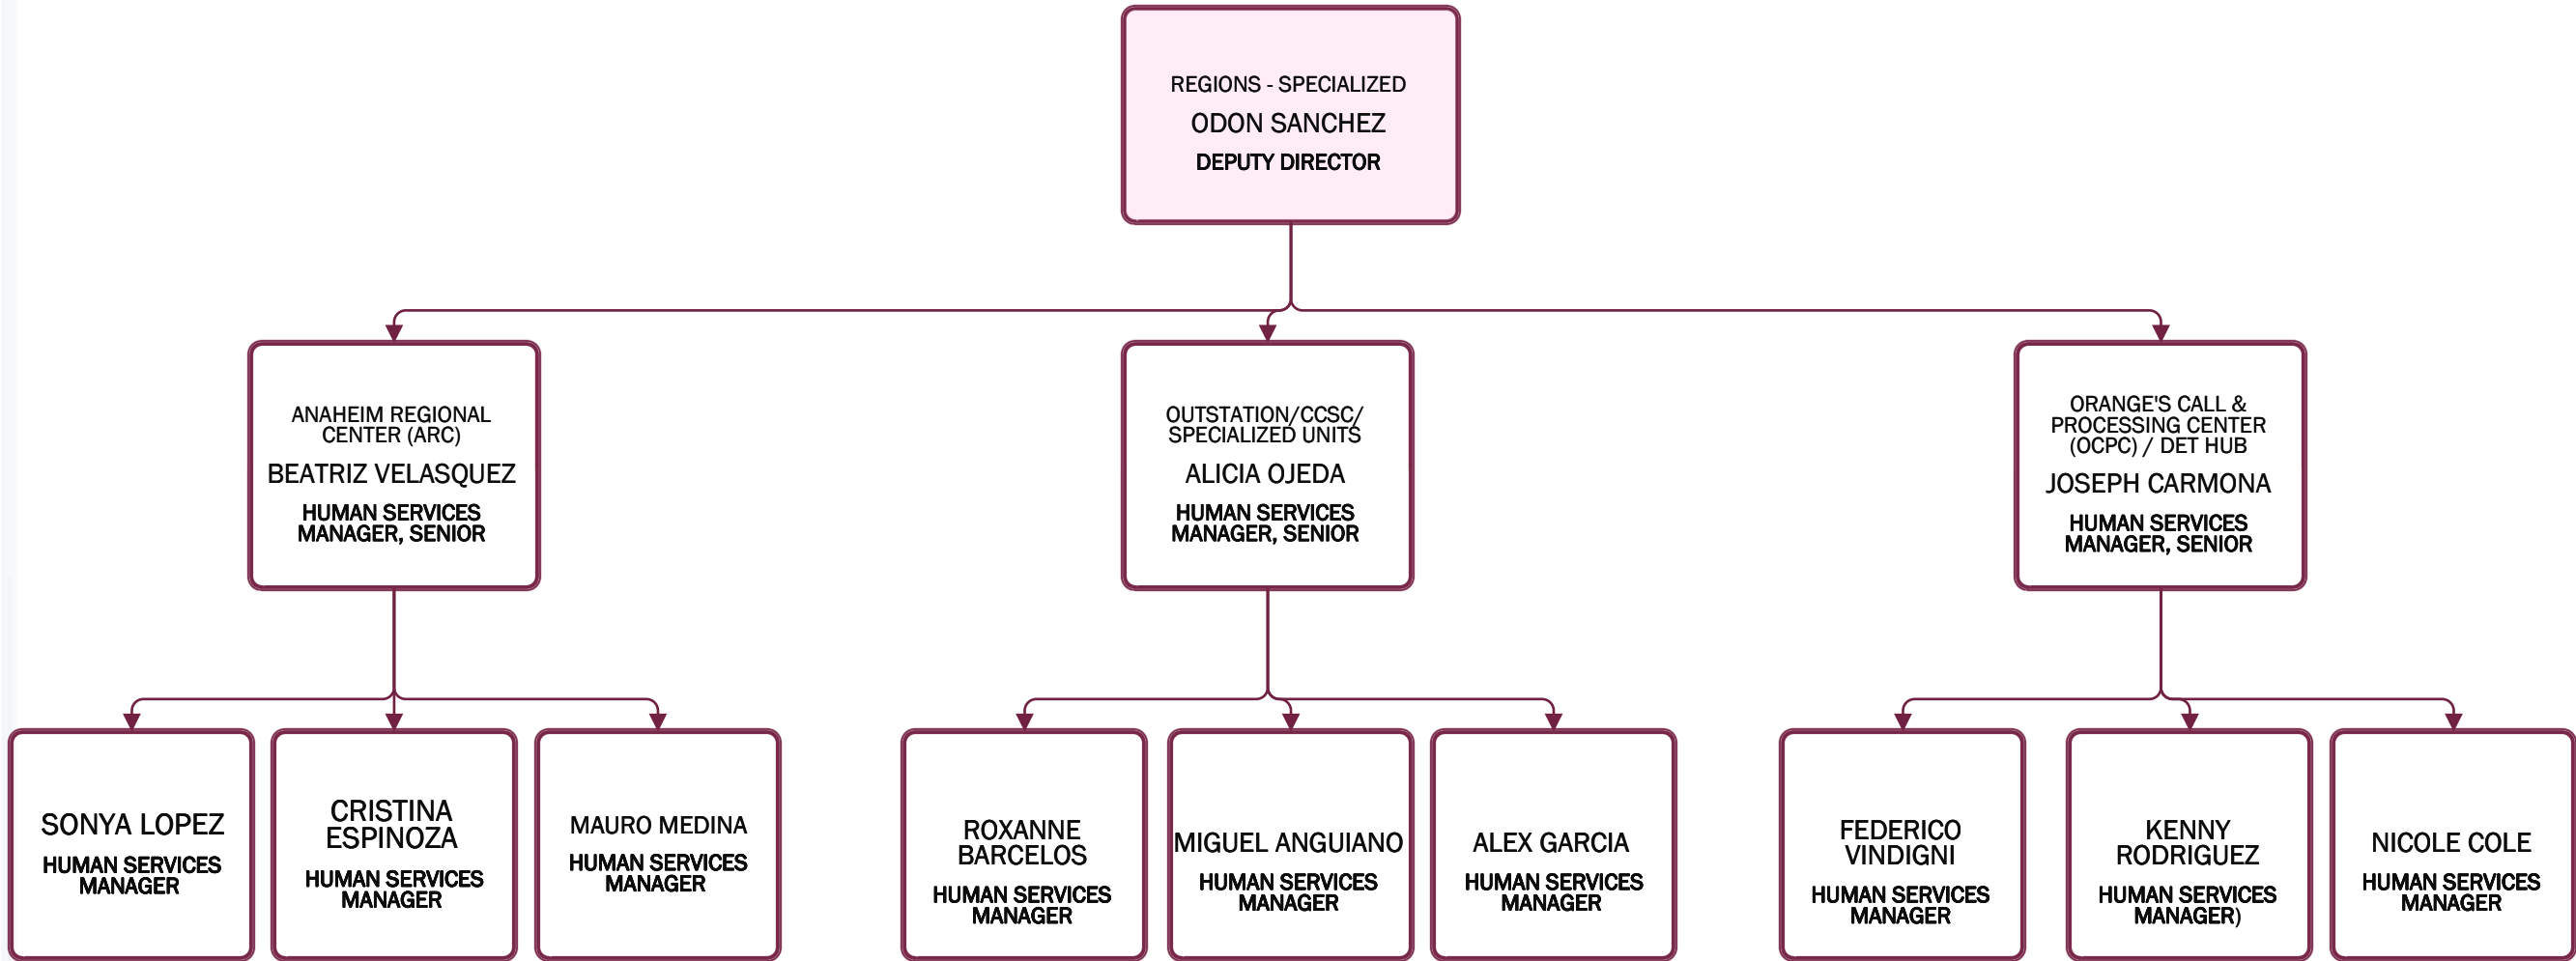 REGIONS - SPECIALIZED
ODON SANCHEZ
DEPUTY DIRECTOR
ANAHEIM REGIONAL
CENTER (ARC)
BEATRIZ VELASQUEZ
HUMAN SERVICES
MANAGER, SENIOR
OUTSTATION/CCSC/
SPECIALIZED UNITS
ALICIA OJEDA
HUMAN SERVICES
MANAGER, SENIOR
ORANGE'S CALL &
PROCESSING CENTER
(OCPC) / DET HUB
JOSEPH CARMONA
HUMAN SERVICES
MANAGER, SENIOR
SONYA LOPEZ
HUMAN SERVICES
MANAGER
CRISTINA
ESPINOZA
HUMAN SERVICES
MANAGER
MAURO MEDINA
HUMAN SERVICES
MANAGER
ROXANNE
BARCELOS
HUMAN SERVICES
MANAGER
MIGUEL ANGUIANO
HUMAN SERVICES
MANAGER
ALEX GARCIA
HUMAN SERVICES
MANAGER
FEDERICO
VINDIGNI
HUMAN SERVICES
MANAGER
KENNY
RODRIGUEZ
HUMAN SERVICES
MANAGER)
NICOLE COLE
HUMAN SERVICES
MANAGER